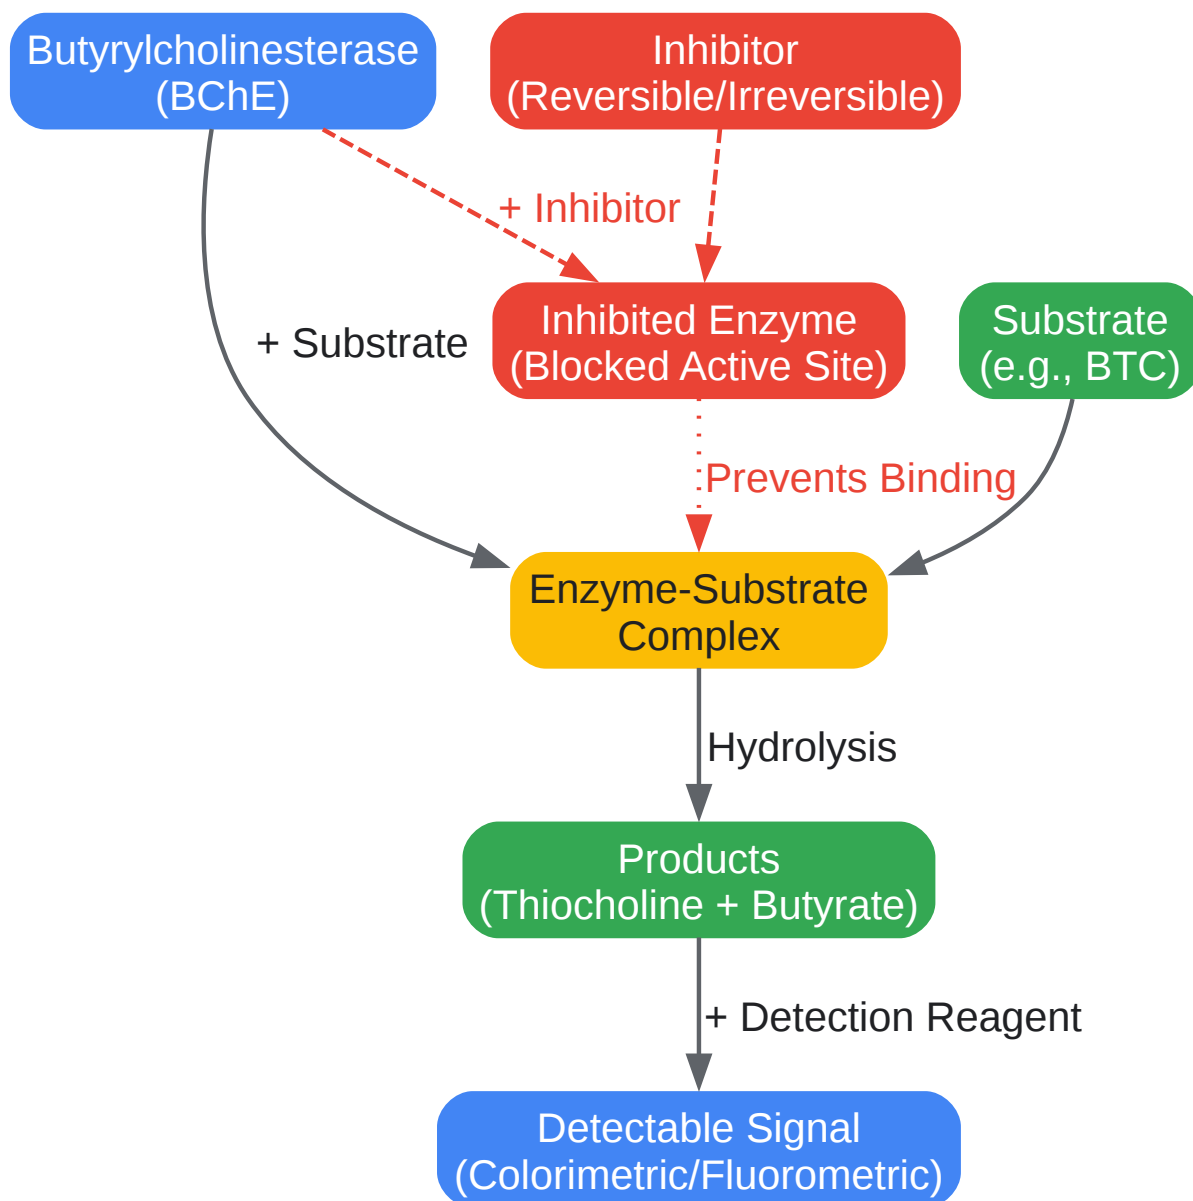 Butyrylcholinesterase
(BChE)
Inhibitor
(Reversible/Irreversible)
+ Inhibitor
+ Substrate
Inhibited Enzyme
(Blocked Active Site)
Substrate
(e.g., BTC)
Prevents Binding
Enzyme-Substrate
Complex
Hydrolysis
Products
(Thiocholine + Butyrate)
+ Detection Reagent
Detectable Signal
(Colorimetric/Fluorometric)